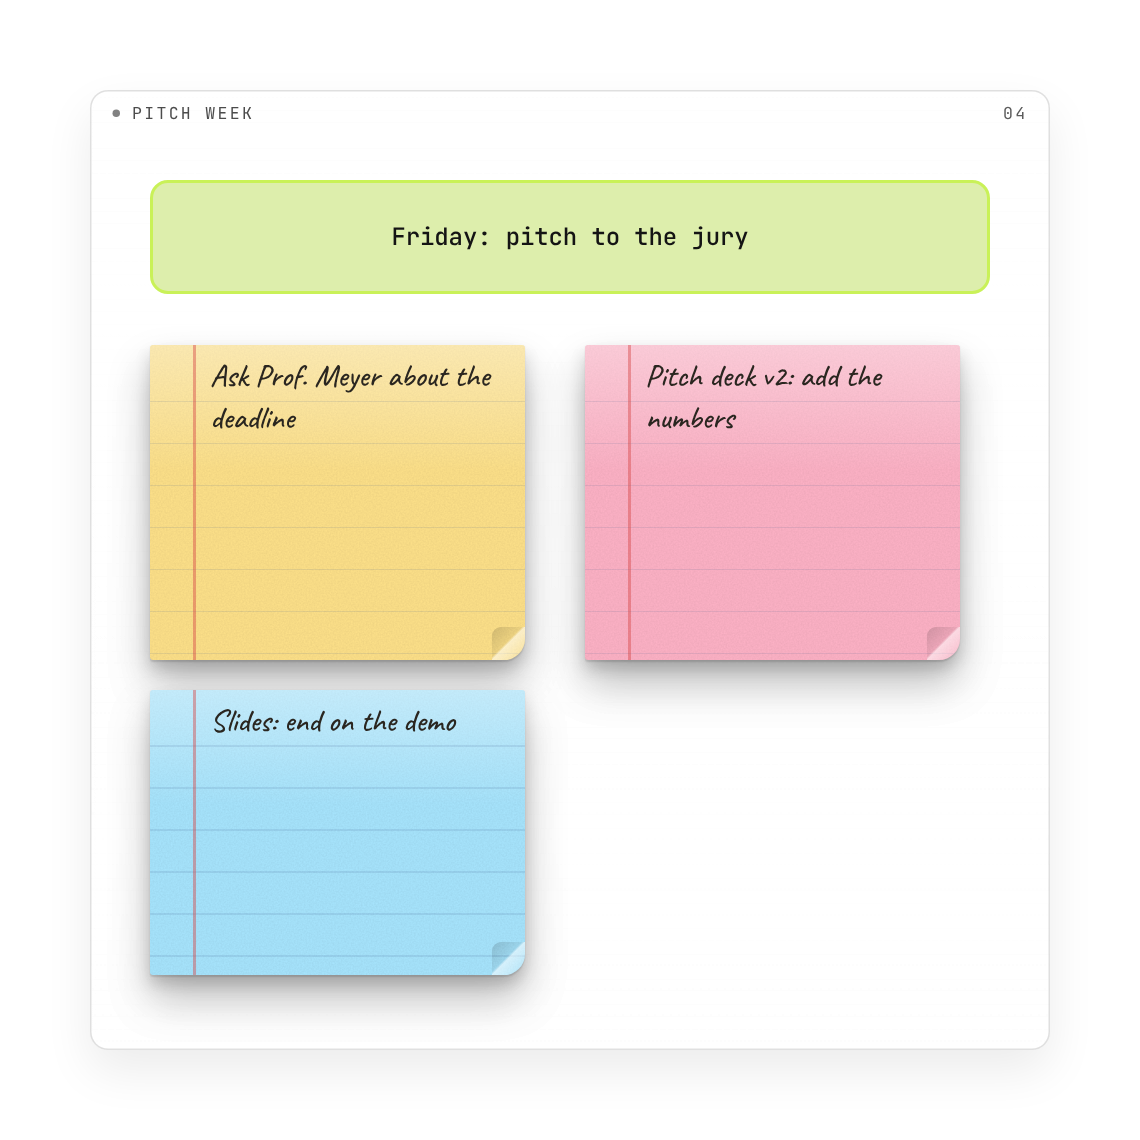 PITCH WEEK
04
Friday: pitch to the jury
Ask Prof. Meyer about the
deadline
Pitch deck v2: add the
numbers
Slides: end on the demo